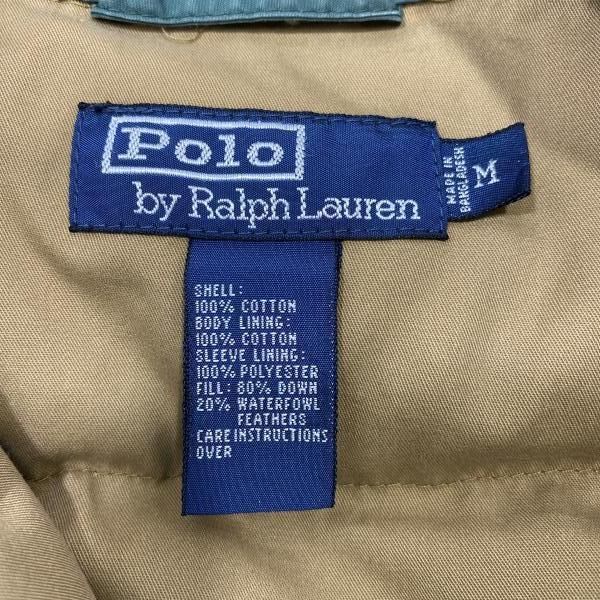 Polo
by Ralph Lauren
MADE IN
BANGLADESH
M
SHELL:
100% COTTON
BODY LINING:
100% COTTON
SLEEVE LINING:
100% POLYESTER
FILL: 80% DOWN
20% WATERFOWL
FEATHERS
CARE INSTRUCTIONS
OVER